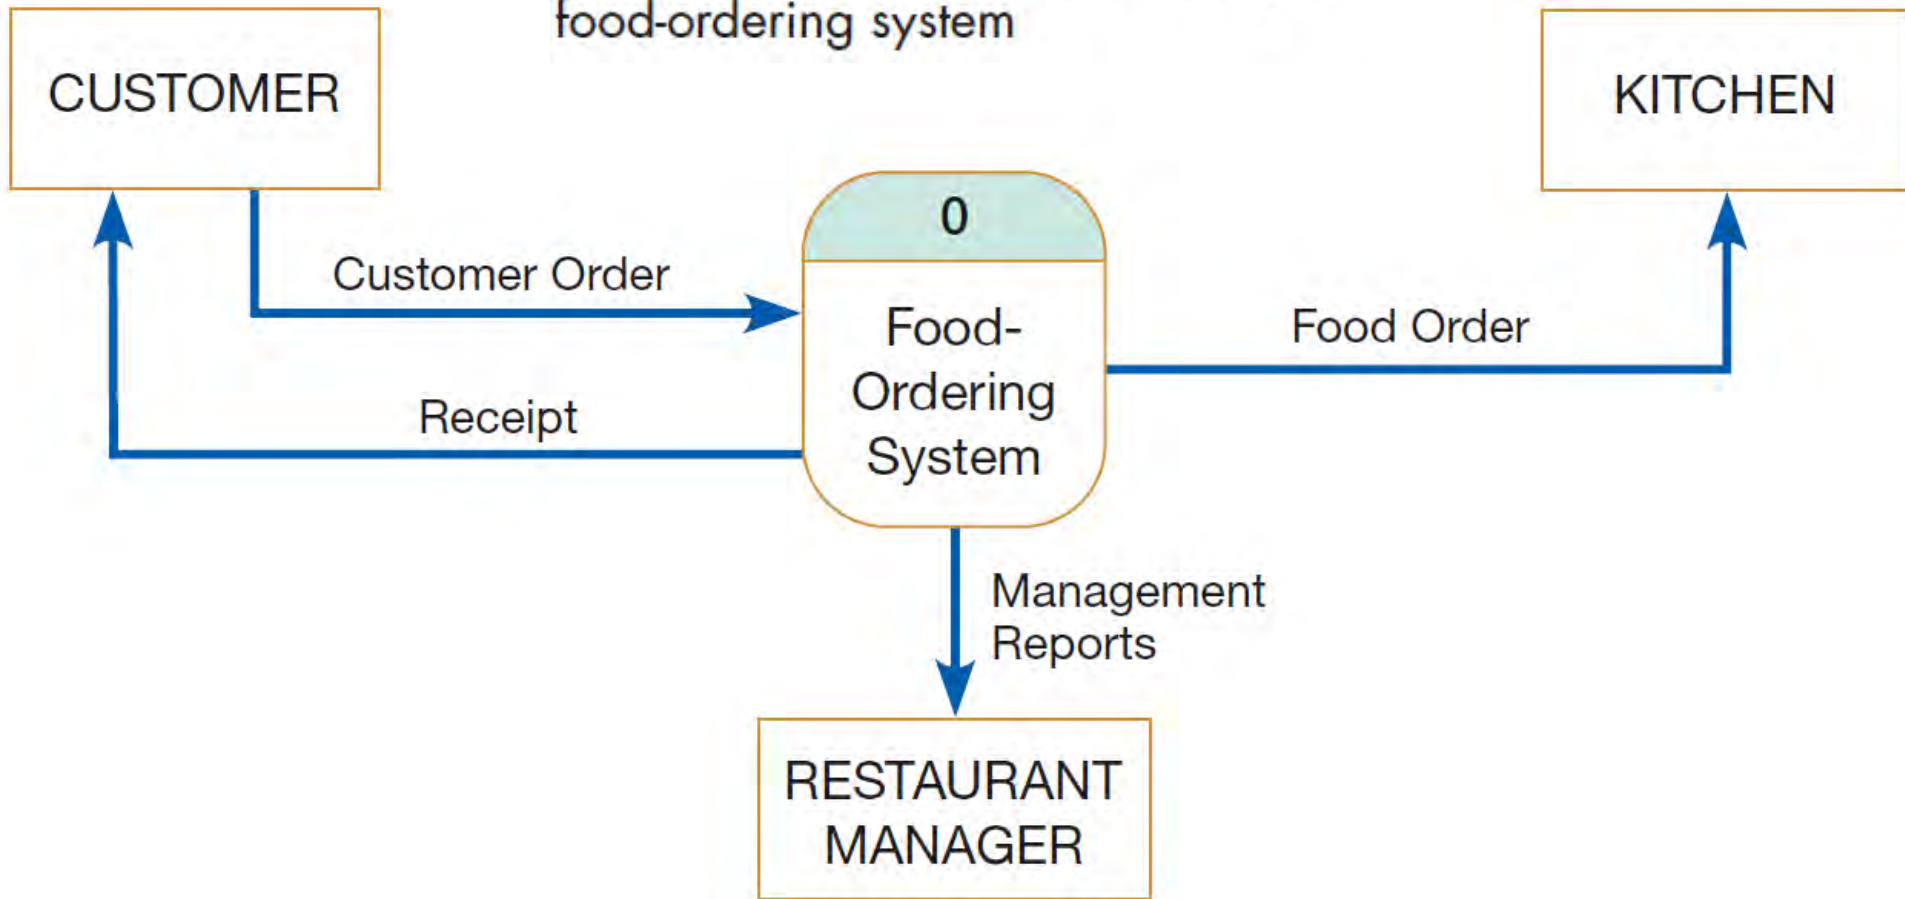 food-ordering system
CUSTOMER
KITCHEN
0
Customer Order
Food-
Ordering
System
Food Order
Receipt
Management
Reports
RESTAURANT
MANAGER